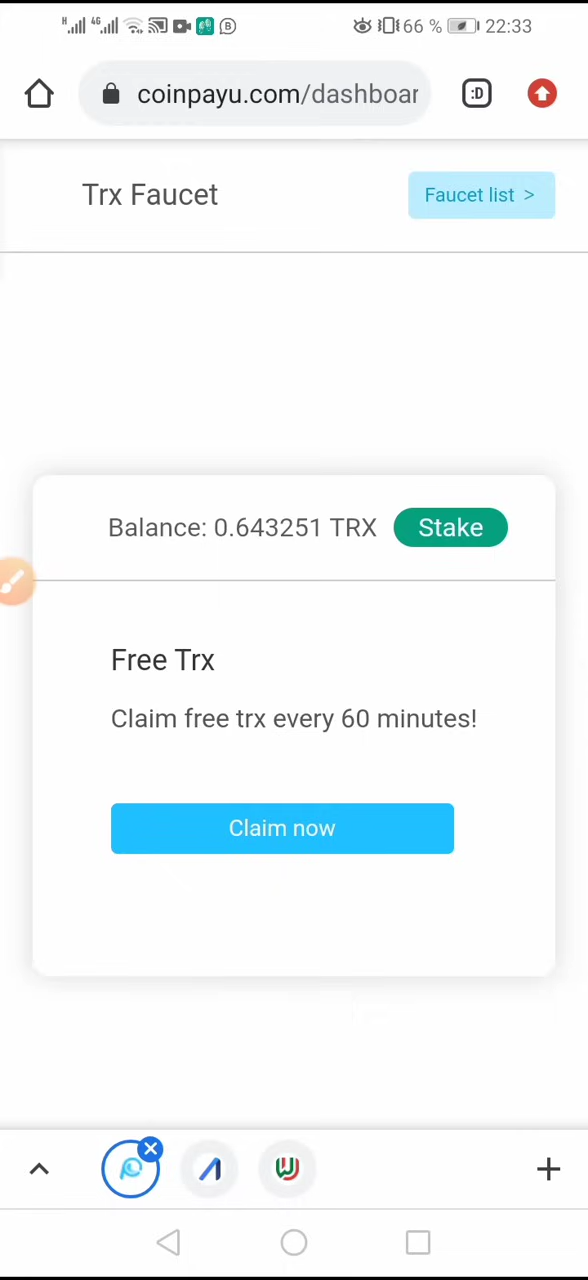 H 4G B 66 % 22:33
coinpayu.com/dashboar :D
Trx Faucet Faucet list >
Balance: 0.643251 TRX Stake
Free Trx
Claim free trx every 60 minutes!
Claim now